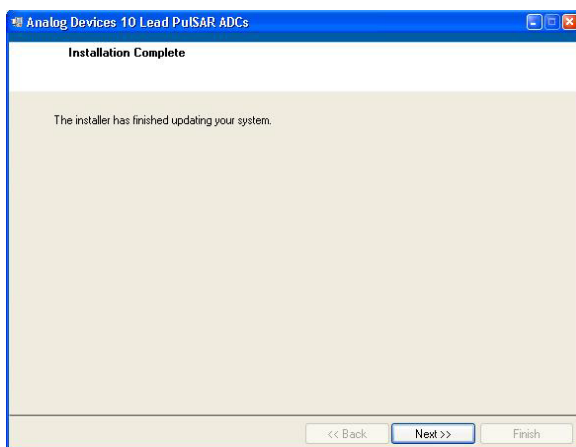 Analog Devices 10 Lead PulSAR ADCs
Installation Complete
The installer has finished updating your system.
<< Back
Next >>
Finish